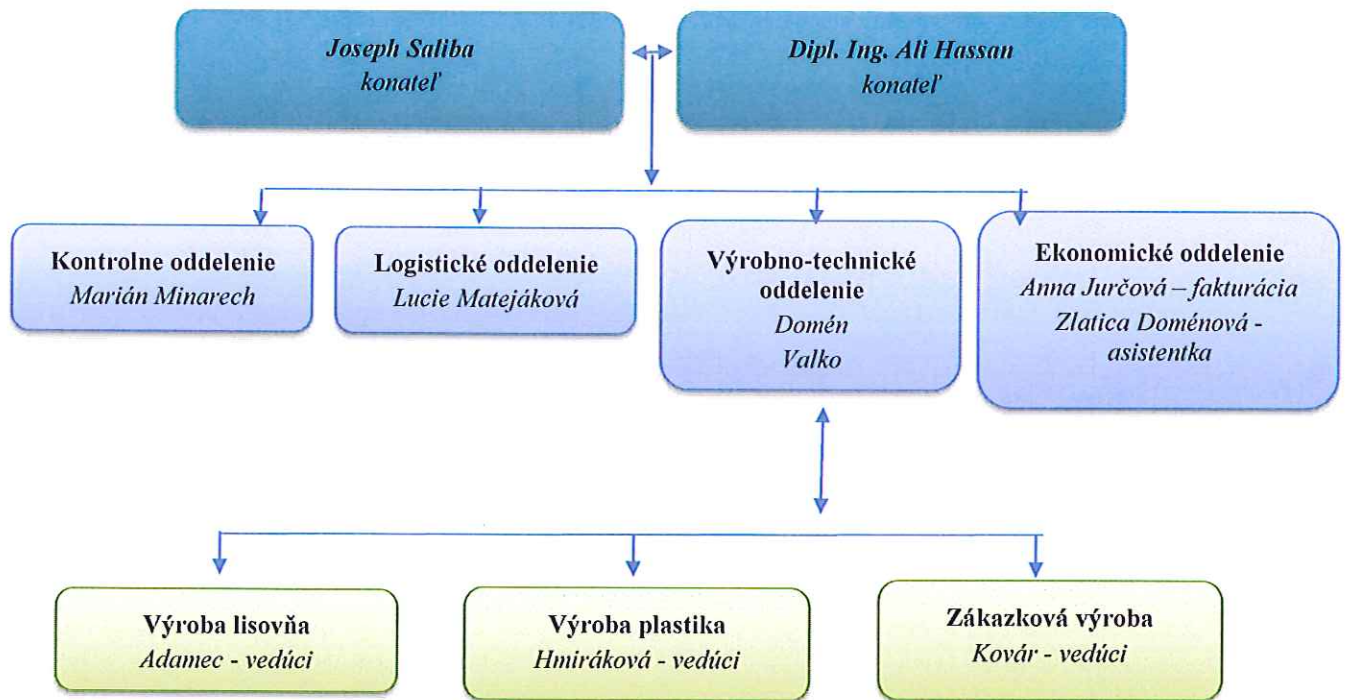 Joseph Saliba
konateľ
Dipl. Ing. Ali Hassan
konateľ
Kontrolne oddelenie
Marián Minarech
Logistické oddelenie
Lucie Matejáková
Výrobno-technické
oddelenie
Domén
Valko
Ekonomické oddelenie
Anna Jurčová – fakturácia
Zlatica Doménová -
asistentka
Výroba lisovňa
Adamec - vedúci
Výroba plastika
Hmiráková - vedúci
Zákazková výroba
Kovár - vedúci